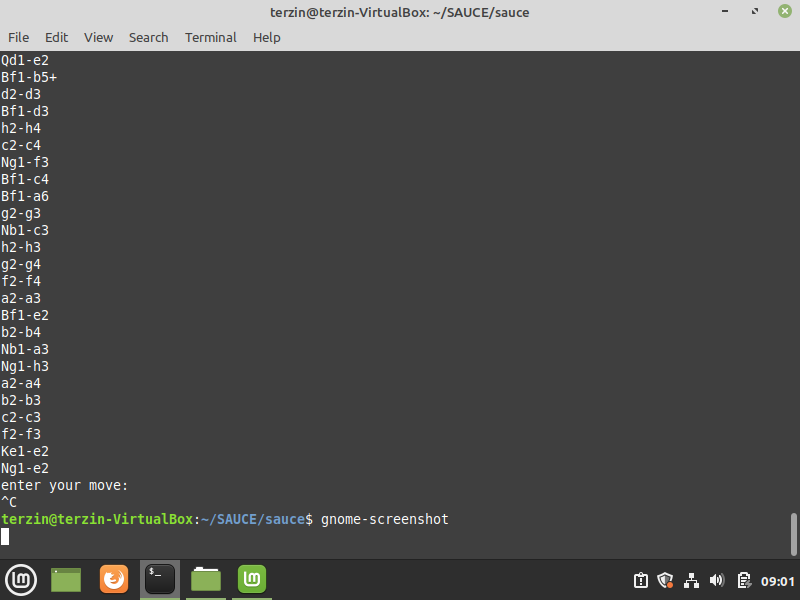 terzin@terzin-VirtualBox: ~/SAUCE/sauce
File Edit View Search Terminal Help
Qd1-e2
Bf1-b5+
d2-d3
Bf1-d3
h2-h4
c2-c4
Ng1-f3
Bf1-c4
Bf1-a6
g2-g3
Nb1-c3
h2-h3
g2-g4
f2-f4
a2-a3
Bf1-e2
b2-b4
Nb1-a3
Ng1-h3
a2-a4
b2-b3
c2-c3
f2-f3
Ke1-e2
Ng1-e2
enter your move:
^C
terzin@terzin-VirtualBox:~/SAUCE/sauce$ gnome-screenshot
$_
09:01